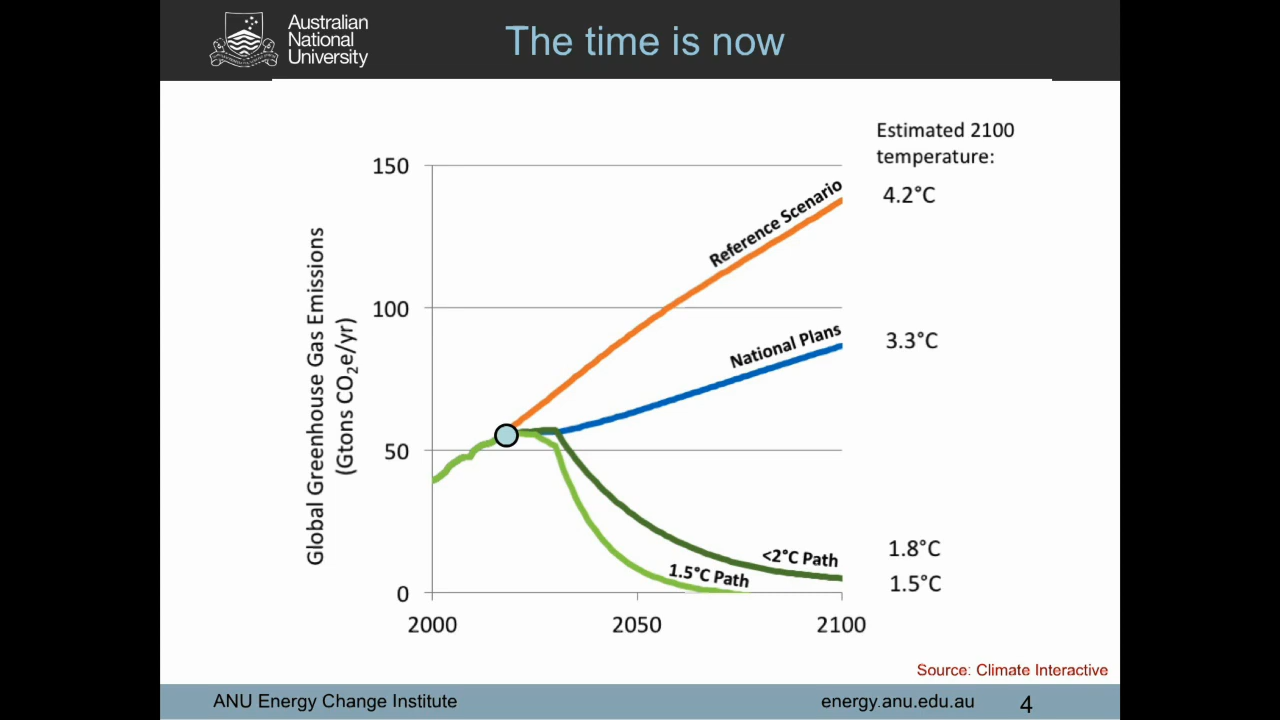 Australian
National
University
The time is now
Estimated 2100
temperature:
150
100
50
0
Global Greenhouse Gas Emissions
(Gtons CO₂e/yr)
Reference Scenario
4.2°C
National Plans
3.3°C
<2°C Path
1.8°C
1.5°C Path
1.5°C
2000
2050
2100
Source: Climate Interactive
ANU Energy Change Institute
energy.anu.edu.au
4